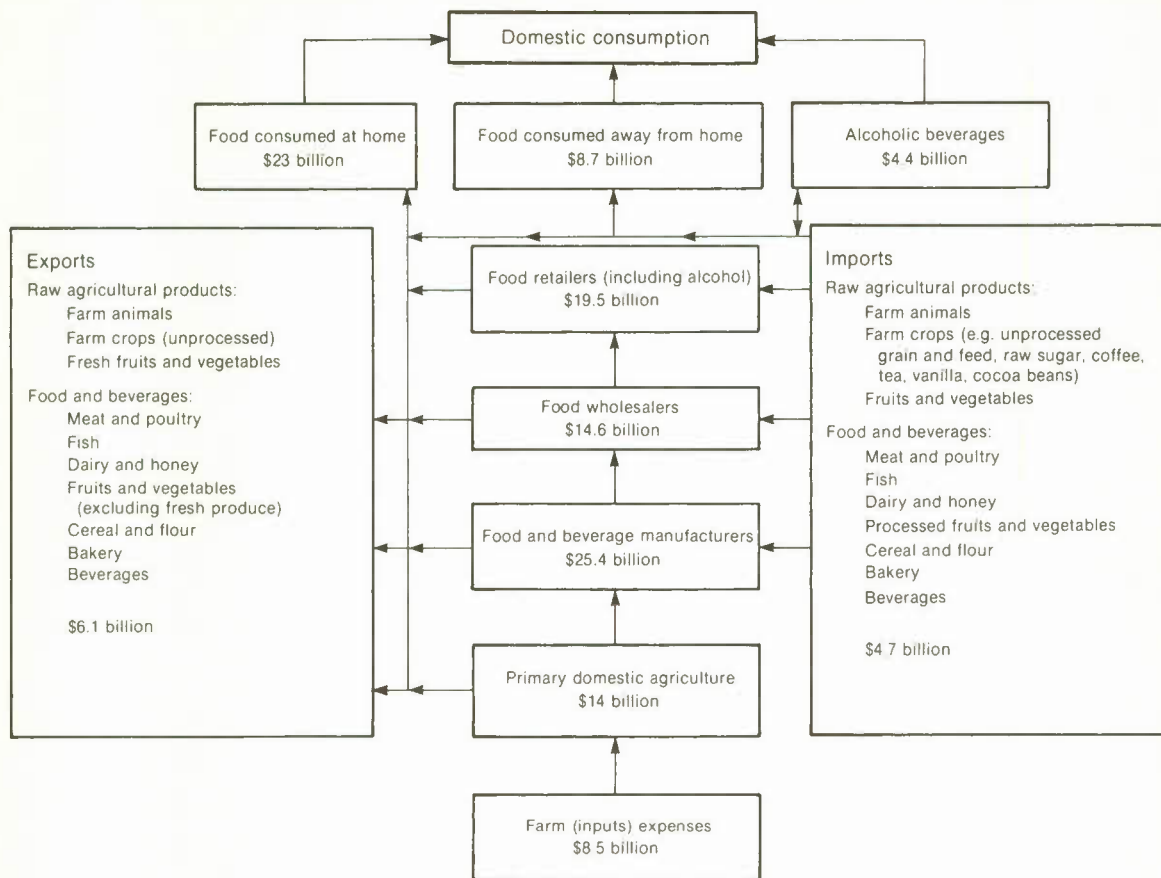 Domestic consumption
Food consumed at home
$23 billion
Food consumed away from home
$8.7 billion
Alcoholic beverages
$4.4 billion
Exports
Raw agricultural products:
Farm animals
Farm crops (unprocessed)
Fresh fruits and vegetables
Food and beverages:
Meat and poultry
Fish
Dairy and honey
Fruits and vegetables
(excluding fresh produce)
Cereal and flour
Bakery
Beverages
$6.1 billion
Food retailers (including alcohol)
$19.5 billion
Food wholesalers
$14.6 billion
Food and beverage manufacturers
$25.4 billion
Primary domestic agriculture
$14 billion
Farm (inputs) expenses
$8 5 billion
Imports
Raw agricultural products:
Farm animals
Farm crops (e.g. unprocessed
grain and feed, raw sugar, coffee,
tea, vanilla, cocoa beans)
Fruits and vegetables
Food and beverages:
Meat and poultry
Fish
Dairy and honey
Processed fruits and vegetables
Cereal and flour
Bakery
Beverages
$4 7 billion